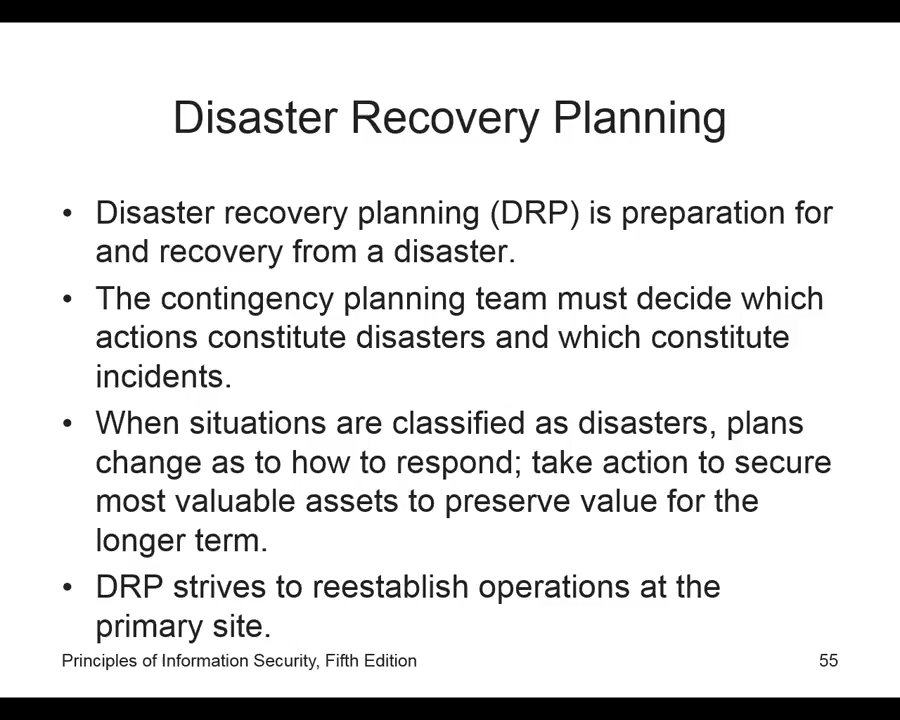 Disaster Recovery Planning
• Disaster recovery planning (DRP) is preparation for
and recovery from a disaster.
• The contingency planning team must decide which
actions constitute disasters and which constitute
incidents.
• When situations are classified as disasters, plans
change as to how to respond; take action to secure
most valuable assets to preserve value for the
longer term.
• DRP strives to reestablish operations at the
primary site.
Principles of Information Security, Fifth Edition 55